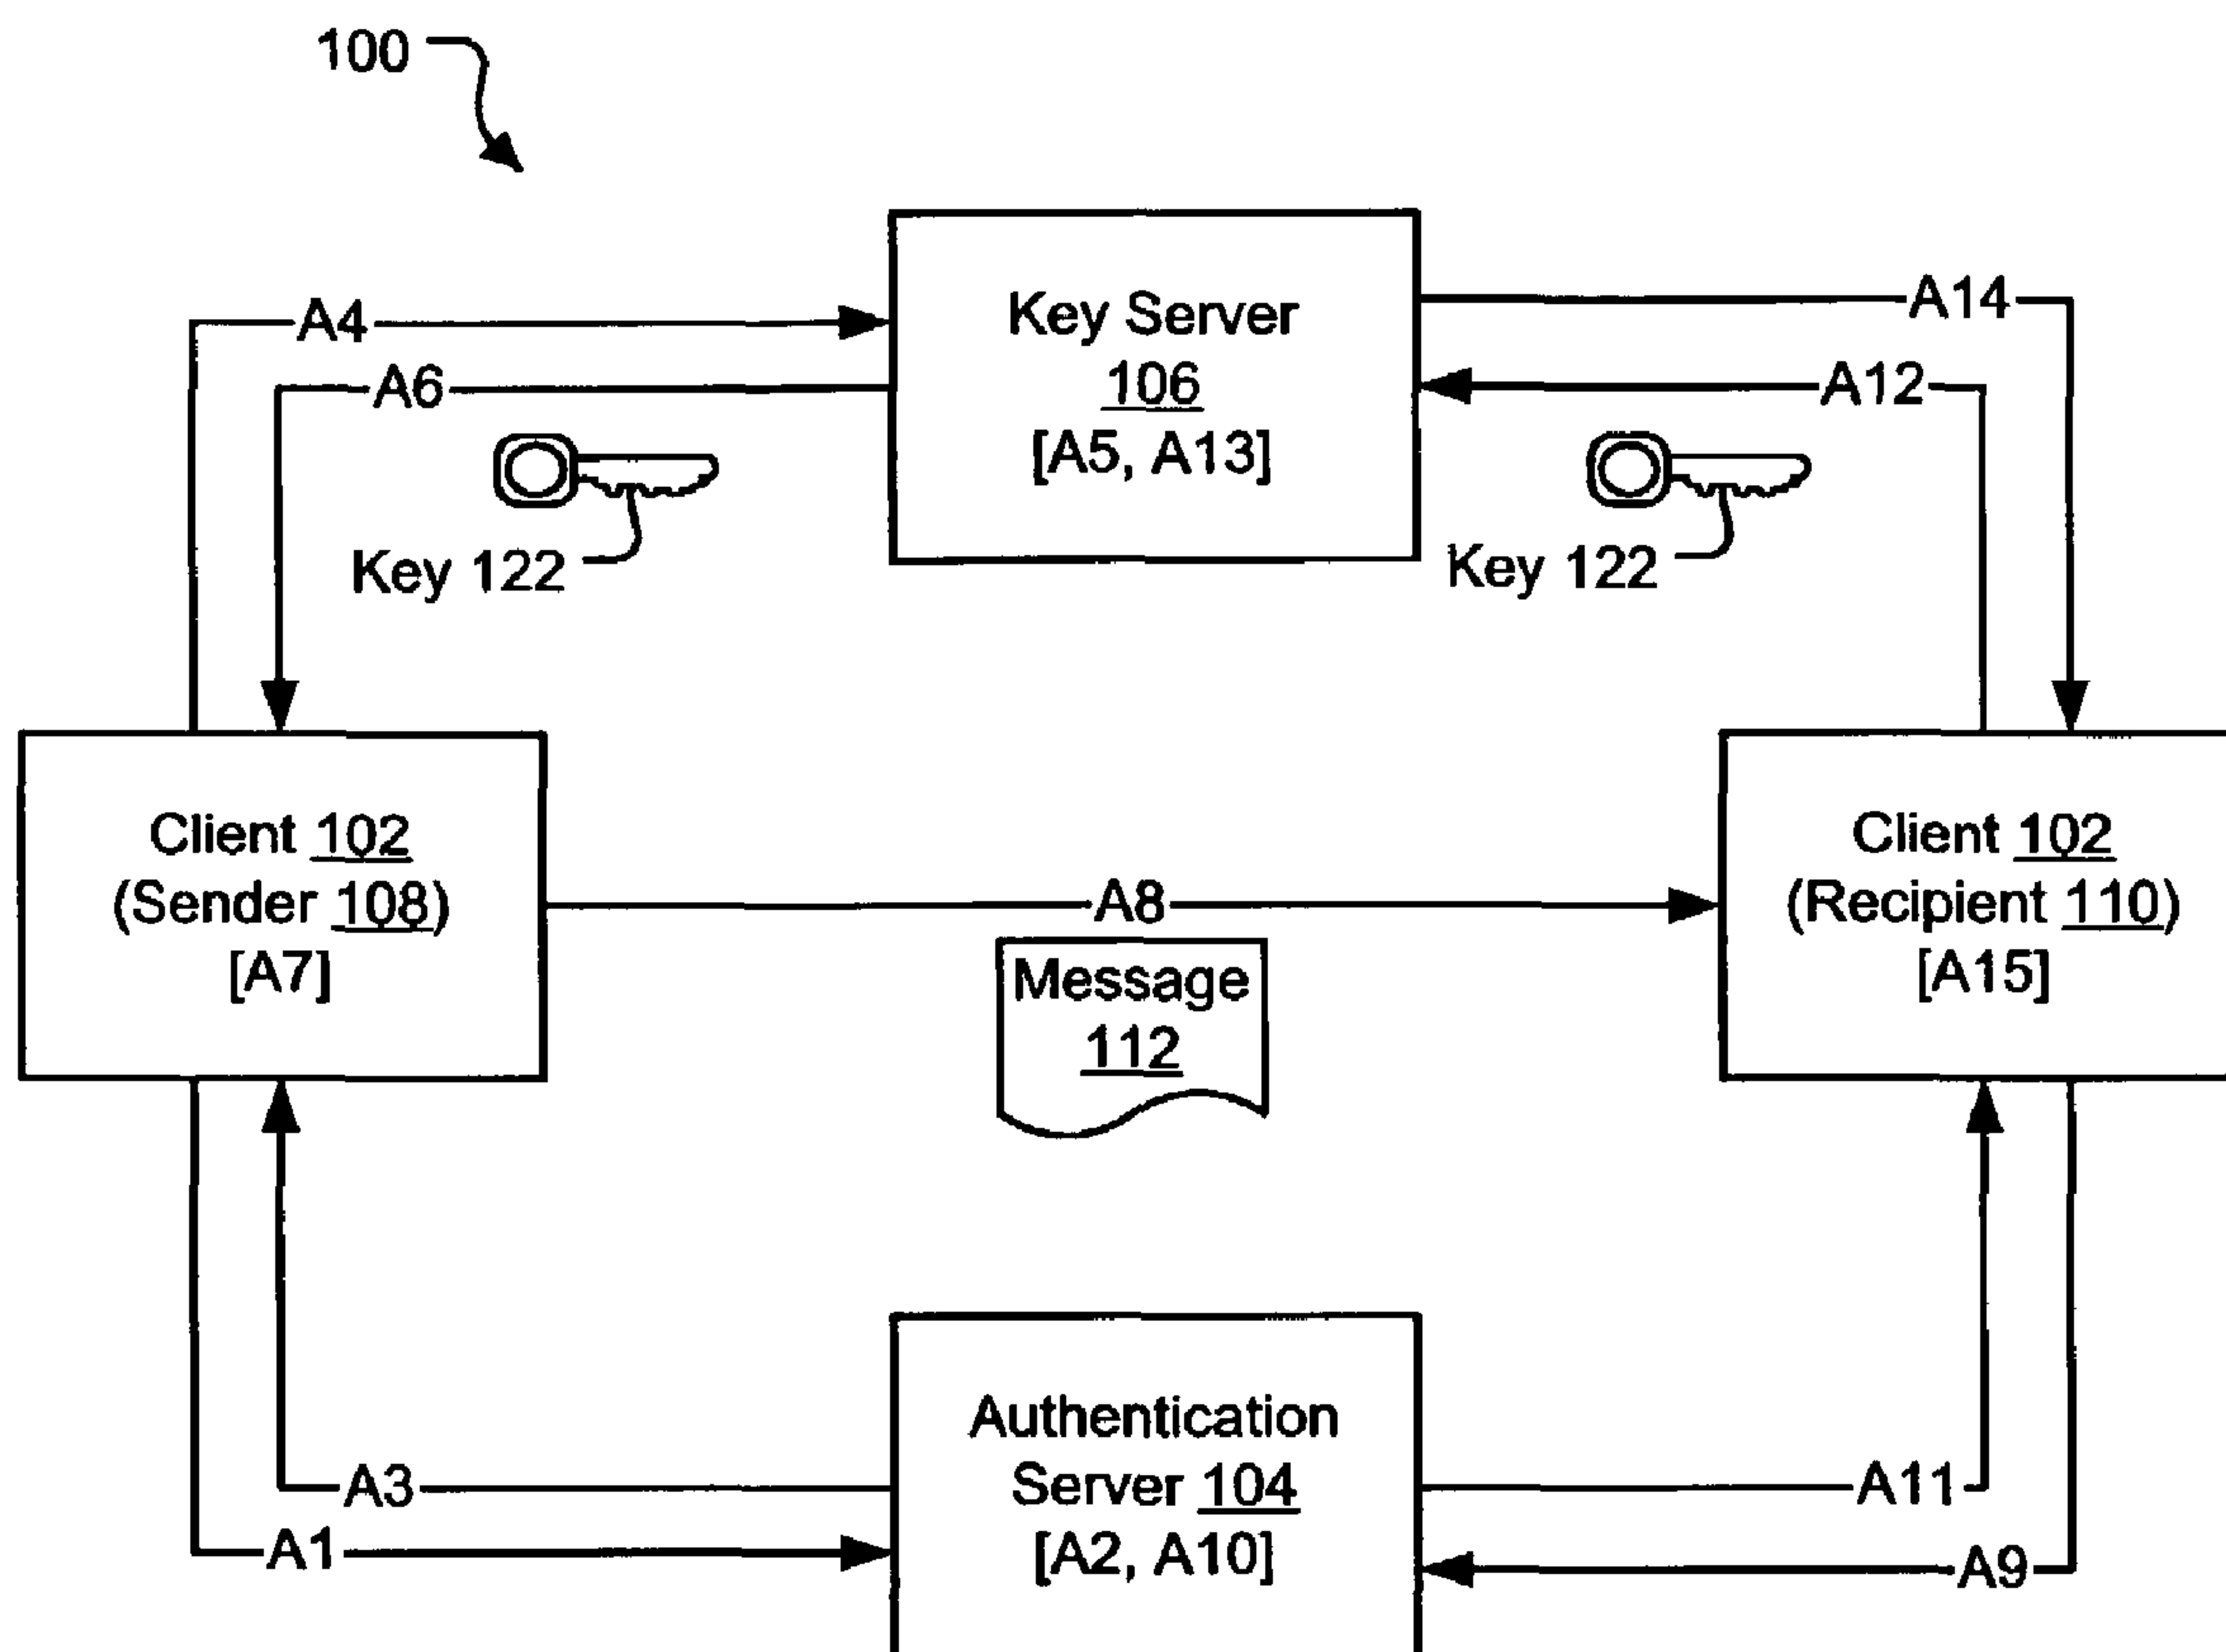 100
Key Server
106
[A5, A13]
A4
A6
A14
A12
Key 122
Key 122
Client 102
(Sender 108)
[A7]
A8
Message
112
Client 102
(Recipient 110)
[A15]
Authentication
Server 104
[A2, A10]
A3
A1
A11
A9